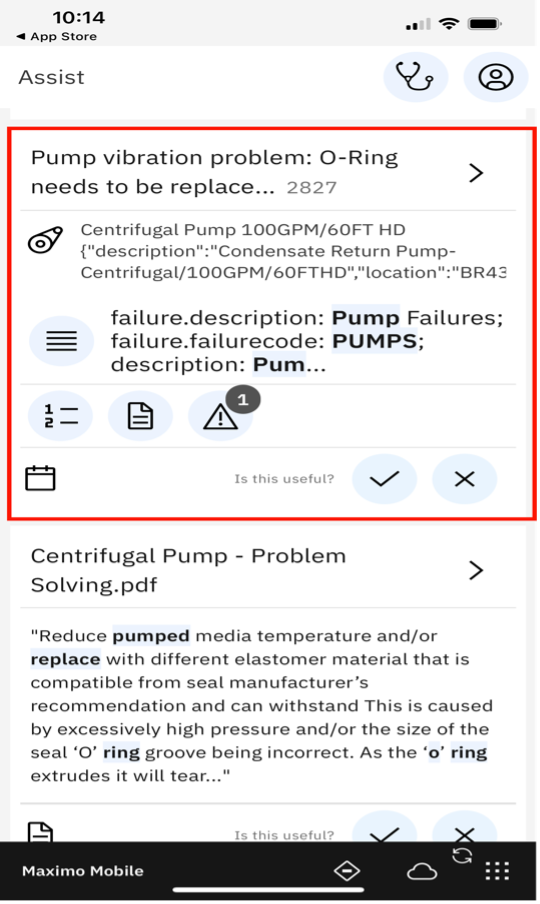 10:14
◀ App Store
Assist
Pump vibration problem: O-Ring
needs to be replace... 2827
Centrifugal Pump 100GPM/60FT HD
{"description":"Condensate Return Pump-
Centrifugal/100GPM/60FTHD","location":"BR43
failure.description: Pump Failures;
failure.failurecode: PUMPS;
description: Pum...
1
2
1
Is this useful?
Centrifugal Pump - Problem
Solving.pdf
"Reduce pumped media temperature and/or
replace with different elastomer material that is
compatible from seal manufacturer’s
recommendation and can withstand This is caused
by excessively high pressure and/or the size of the
seal ‘O’ ring groove being incorrect. As the ‘o’ ring
extrudes it will tear..."
Is this useful?
Maximo Mobile